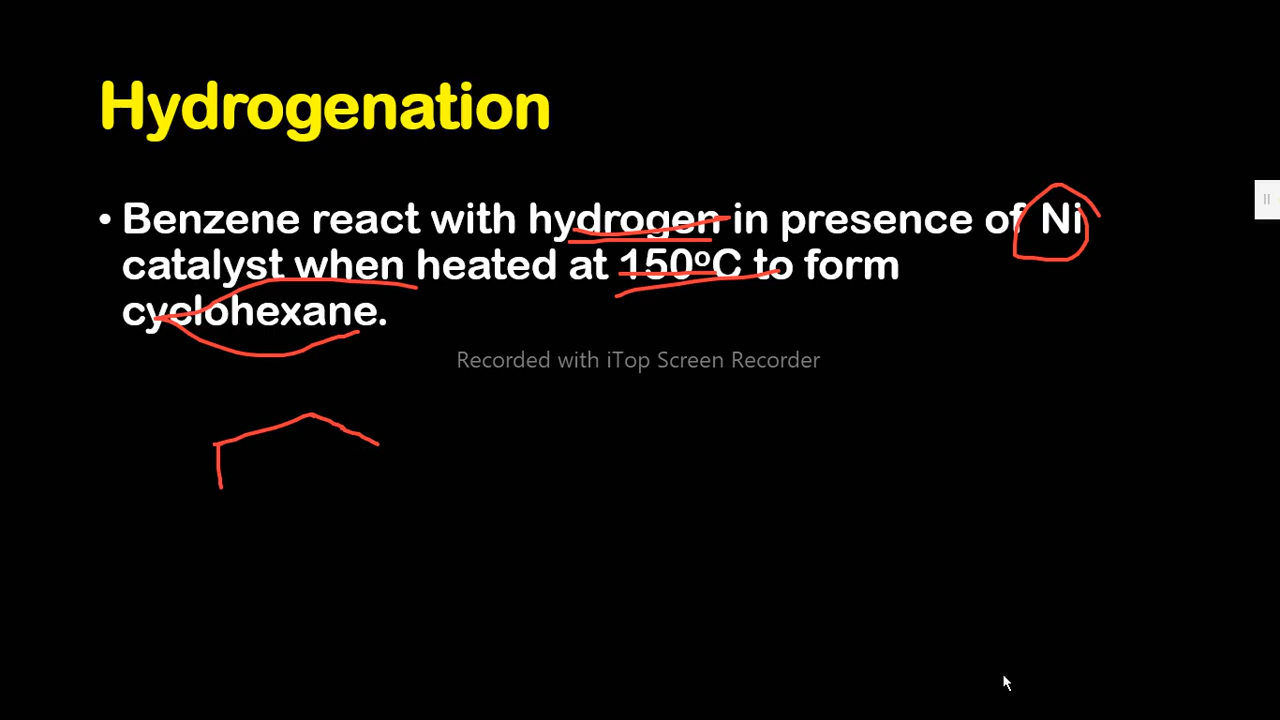 Hydrogenation
• Benzene react with hydrogen in presence of Ni
catalyst when heated at 150ºC to form
cyclohexane.
Recorded with iTop Screen Recorder